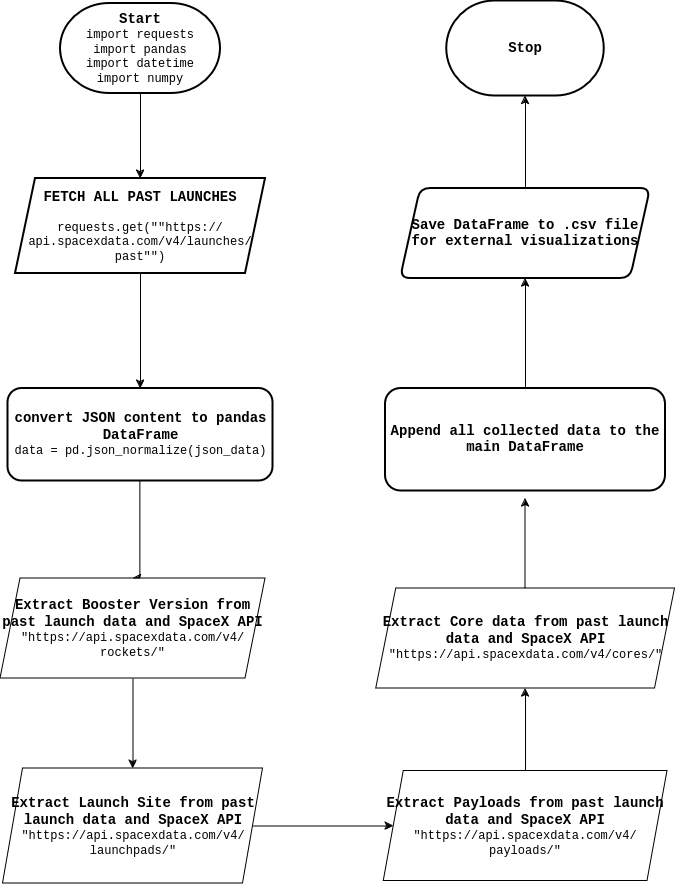 Start
import requests
import pandas
import datetime
import numpy
FETCH ALL PAST LAUNCHES
requests.get(""https://
api.spacexdata.com/v4/launches/
past"")
convert JSON content to pandas
DataFrame
data = pd.json_normalize(json_data)
Extract Booster Version from
past launch data and SpaceX API
"https://api.spacexdata.com/v4/
rockets/"
Extract Launch Site from past
launch data and SpaceX API
"https://api.spacexdata.com/v4/
launchpads/"
Extract Payloads from past launch
data and SpaceX API
"https://api.spacexdata.com/v4/
payloads/"
Extract Core data from past launch
data and SpaceX API
"https://api.spacexdata.com/v4/cores/"
Append all collected data to the
main DataFrame
Save DataFrame to .csv file
for external visualizations
Stop